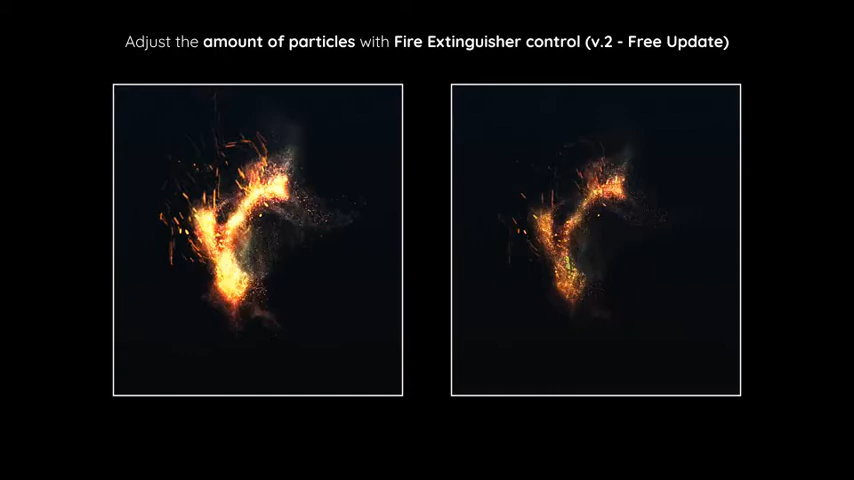 Adjust the amount of particles with Fire Extinguisher control (v.2 - Free Update)